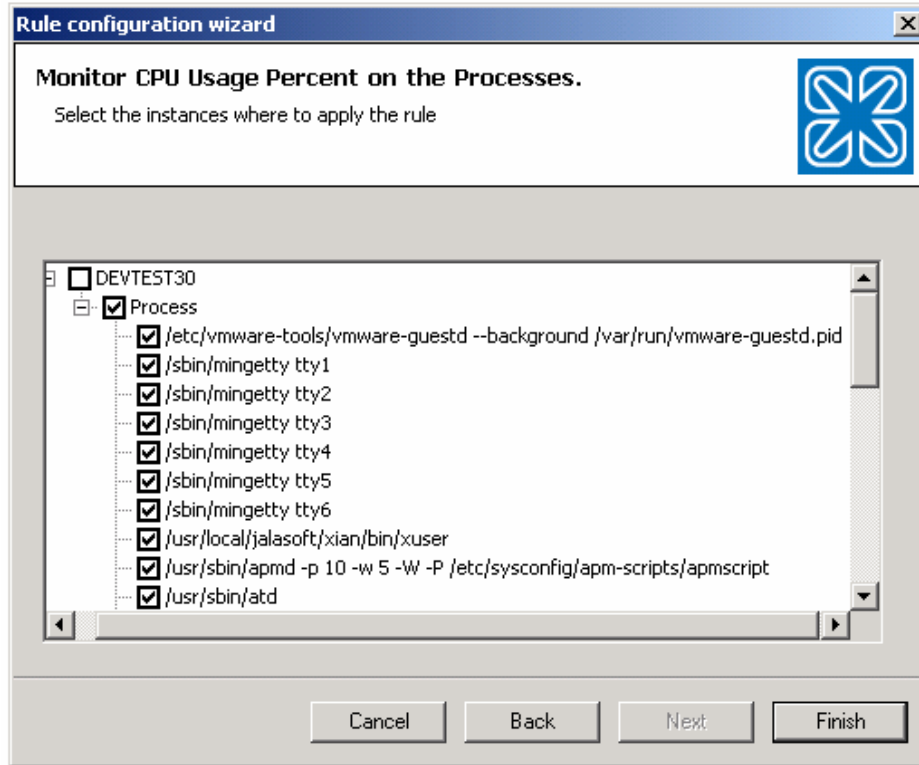 Rule configuration wizard
Monitor CPU Usage Percent on the Processes.
Select the instances where to apply the rule
DEVTEST30
Process
/etc/vmware-tools/vmware-guestd --background /var/run/vmware-guestd.pid
/sbin/mingetty tty1
/sbin/mingetty tty2
/sbin/mingetty tty3
/sbin/mingetty tty4
/sbin/mingetty tty5
/sbin/mingetty tty6
/usr/local/jalasoft/xian/bin/xuser
/usr/sbin/apmd -p 10 -w 5 -W -P /etc/sysconfig/apm-scripts/apmscript
/usr/sbin/atd
Cancel Back Next Finish